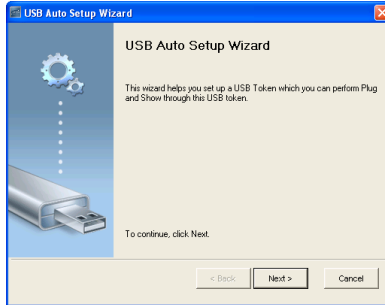 USB Auto Setup Wizard
USB Auto Setup Wizard
This wizard helps you set up a USB Token which you can perform Plug
and Show through this USB token.
To continue, click Next.
< Back
Next >
Cancel